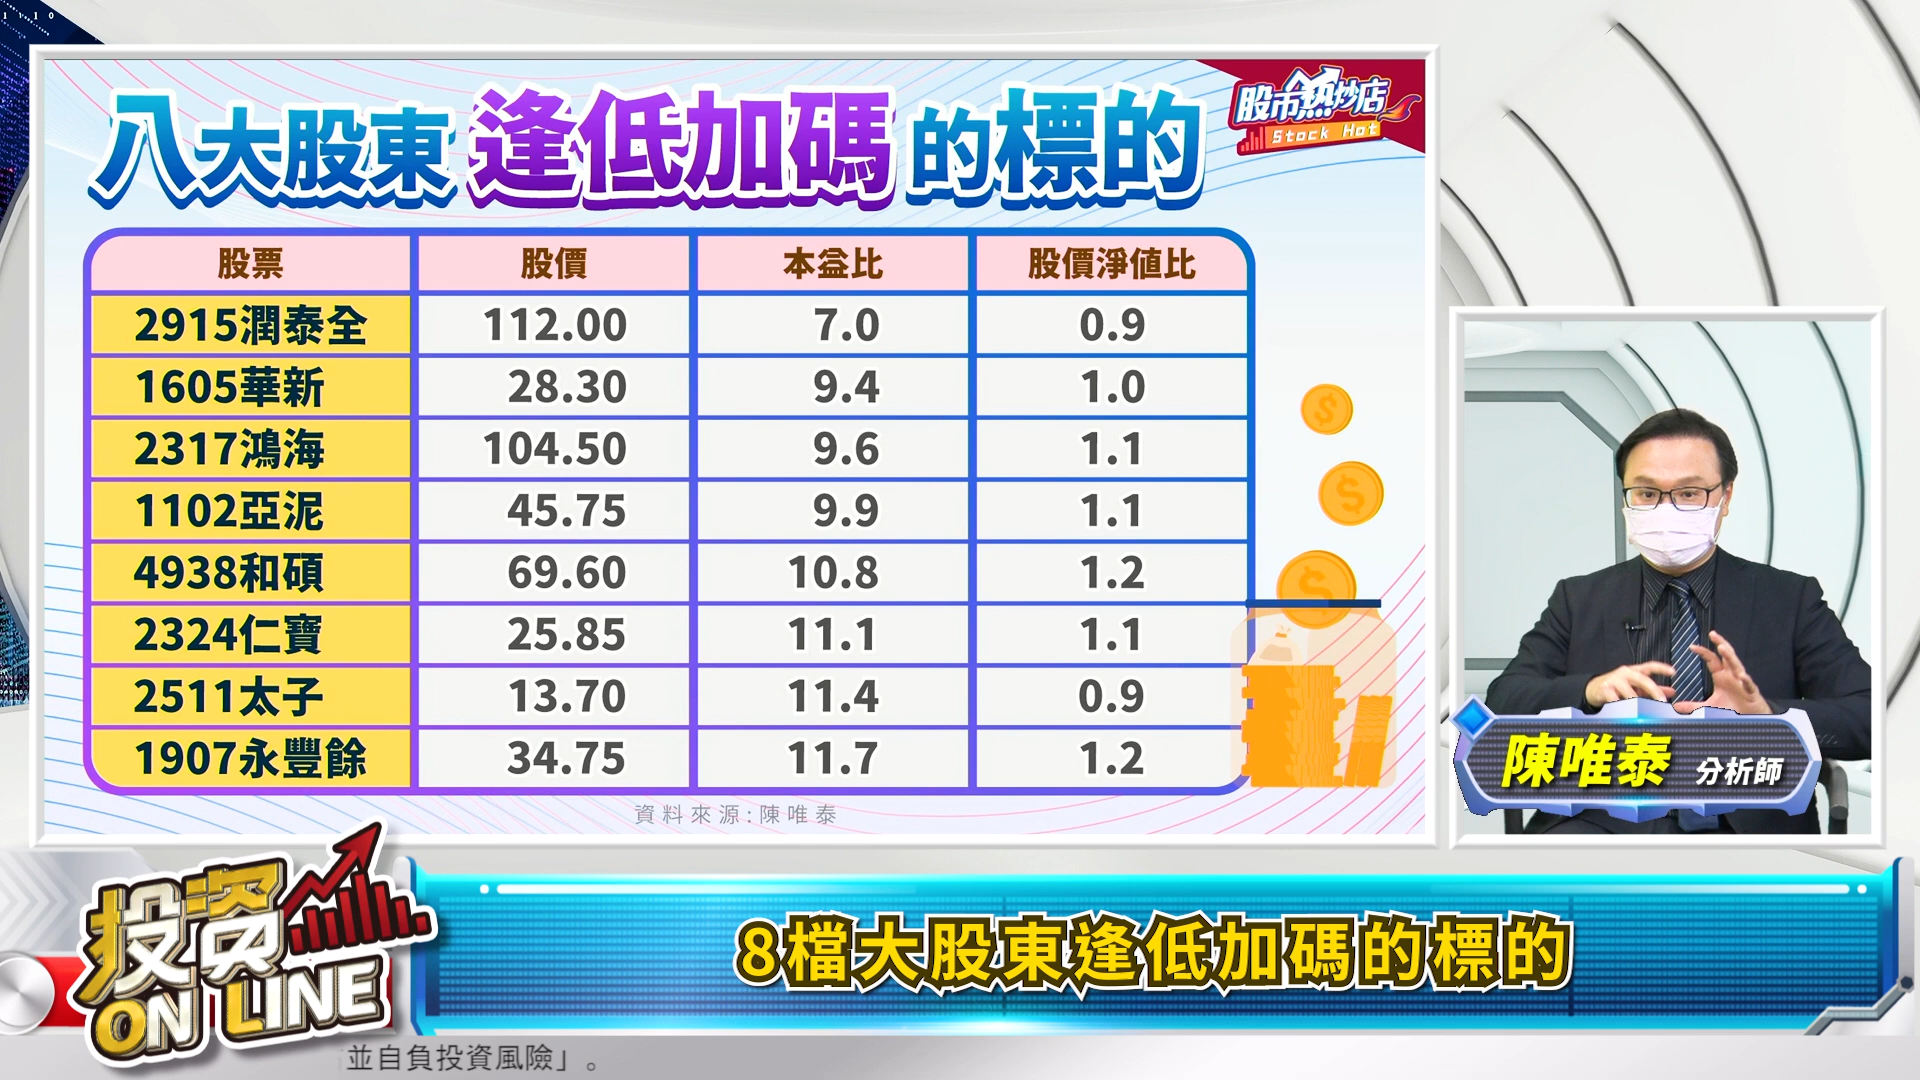 1 1 1 0
八大股東逢低加碼的標的
股市熱炒店
Stock Hot
股票 股價 本益比 股價淨值比
2915潤泰全 112.00 7.0 0.9
1605華新 28.30 9.4 1.0
2317鴻海 104.50 9.6 1.1
1102亞泥 45.75 9.9 1.1
4938和碩 69.60 10.8 1.2
2324仁寶 25.85 11.1 1.1
2511太子 13.70 11.4 0.9
1907永豐餘 34.75 11.7 1.2
資料來源:陳唯泰
陳唯泰 分析師
投資
ON LINE
8檔大股東逢低加碼的標的
並自負投資風險」。